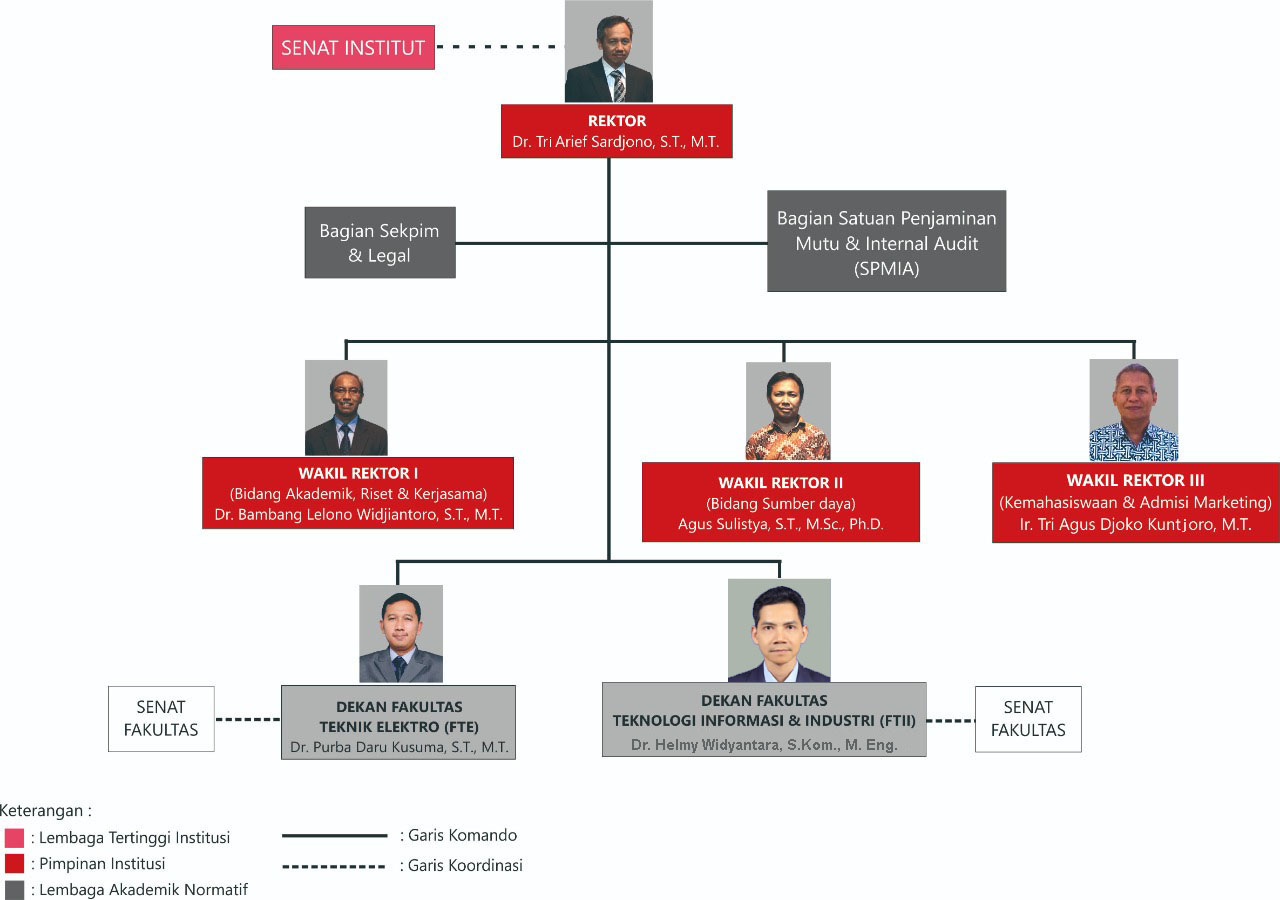 SENAT INSTITUT
REKTOR
Dr. Tri Arief Sardjono, S.T., M.T.
Bagian Sekpim
& Legal
Bagian Satuan Penjaminan
Mutu & Internal Audit
(SPMIA)
WAKIL REKTOR I
(Bidang Akademik, Riset & Kerjasama)
Dr. Bambang Lelono Widjiantoro, S.T., M.T.
WAKIL REKTOR II
(Bidang Sumber daya)
Agus Sulistya, S.T., M.Sc., Ph.D.
WAKIL REKTOR III
(Kemahasiswaan & Admisi Marketing)
Ir. Tri Agus Djoko Kuntjoro, M.T.
SENAT
FAKULTAS
DEKAN FAKULTAS
TEKNIK ELEKTRO (FTE)
Dr. Purba Daru Kusuma, S.T., M.T.
DEKAN FAKULTAS
TEKNOLOGI INFORMASI & INDUSTRI (FTII)
Dr. Helmy Widyantara, S.Kom., M. Eng.
SENAT
FAKULTAS
Keterangan :
: Lembaga Tertinggi Institusi
: Pimpinan Institusi
: Lembaga Akademik Normatif
: Garis Komando
: Garis Koordinasi